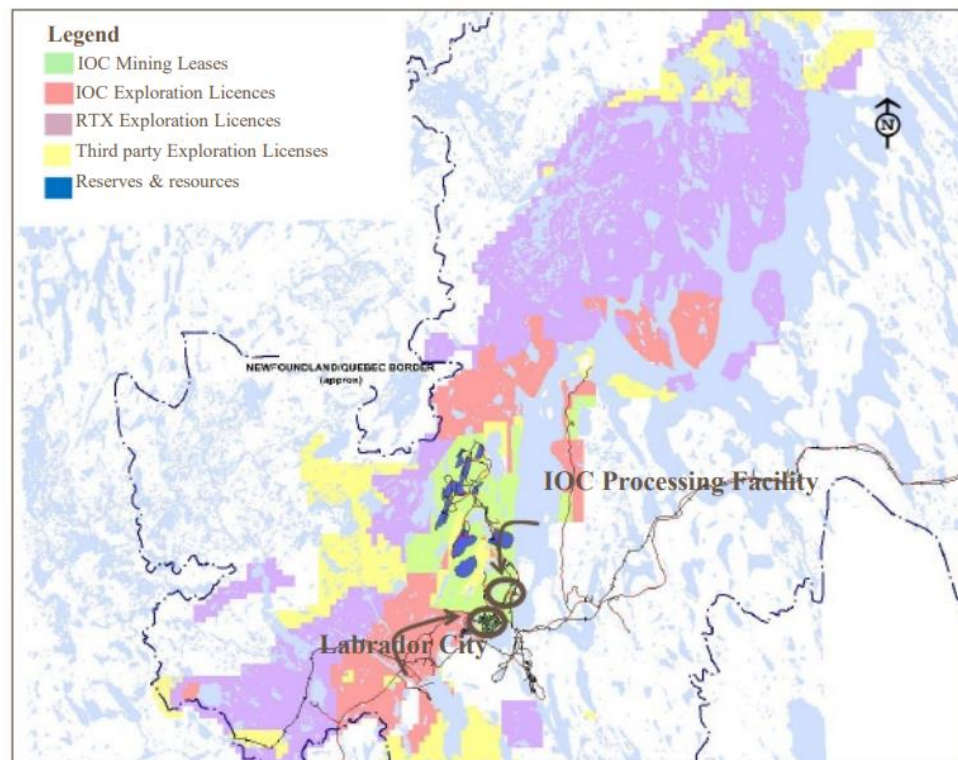 Legend
IOC Mining Leases
IOC Exploration Licences
RTX Exploration Licences
Third party Exploration Licenses
Reserves & resources
N
NEWFOUNDLAND/QUEBEC BORDER
(approx)
IOC Processing Facility
Labrador City